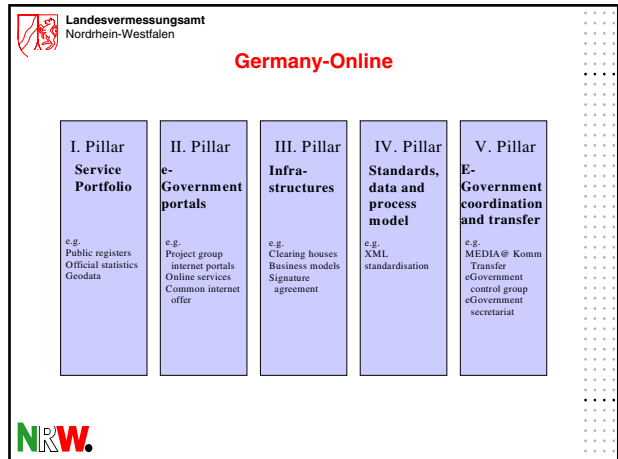 Landesvermessungsamt
Nordrhein-Westfalen
Germany-Online
I. Pillar
Service
Portfolio
e.g.
Public registers
Official statistics
Geodata
II. Pillar
e-
Government
portals
e.g.
Project group
internet portals
Online services
Common internet
offer
III. Pillar
Infra-
structures
e.g.
Clearing houses
Business models
Signature
agreement
IV. Pillar
Standards,
data and
process
model
e.g.
XML
standardisation
V. Pillar
E-
Government
coordination
and transfer
e.g.
MEDIA@ Komm
Transfer
eGovernment
control group
eGovernment
secretariat
NRW.